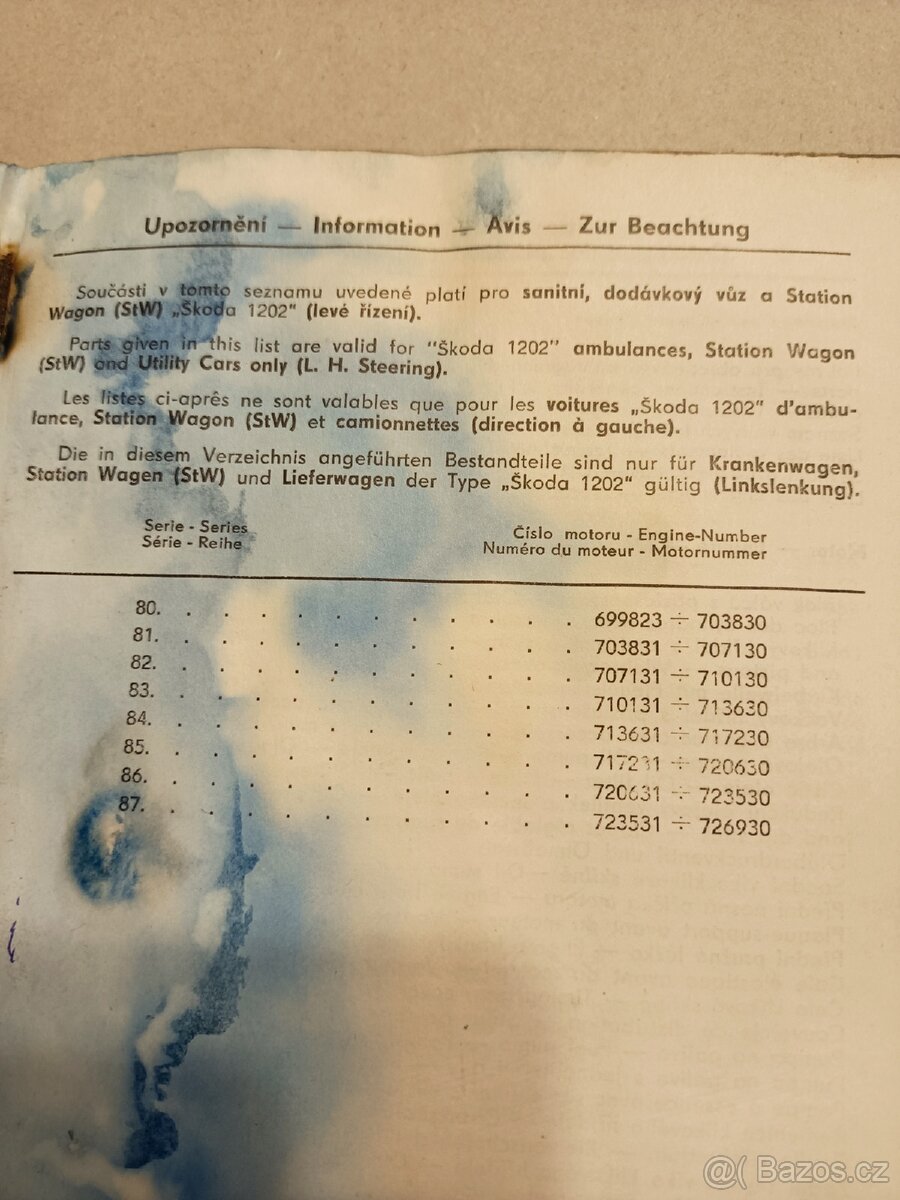 Upozornění — Information — Avis — Zur Beachtung
Součásti v tomto seznamu uvedené platí pro sanitní, dodávkový vůz a Station
Wagon (StW) „Škoda 1202" (levé řízení).
Parts given in this list are valid for "Škoda 1202" ambulances, Station Wagon
(StW) and Utility Cars only (L. H. Steering).
Les listes ci-aprês ne sont valables que pour les voitures „Škoda 1202" d'ambu-
lance, Station Wagon (StW) et camionnettes (direction à gauche).
Die in diesem Verzeichnis angeführten Bestandteile sind nur für Krankenwagen,
Station Wagen (StW) und Lieferwagen der Type „Škoda 1202" gültig (Linkslenkung).
Serie - Series
Série - Reihe
Číslo motoru - Engine-Number
Numéro du moteur - Motornummer
80. . . . . . . . . . . . 699823 ÷ 703830
81. . . . . . . . . . . . 703831 ÷ 707130
82. . . . . . . . . . . . 707131 ÷ 710130
83. . . . . . . . . . . . 710131 ÷ 713630
84. . . . . . . . . . . . 713631 ÷ 717230
85. . . . . . . . . . . . 717231 ÷ 720630
86. . . . . . . . . . . . 720631 ÷ 723530
87. . . . . . . . . . . . 723531 ÷ 726930
@( Bazos.cz